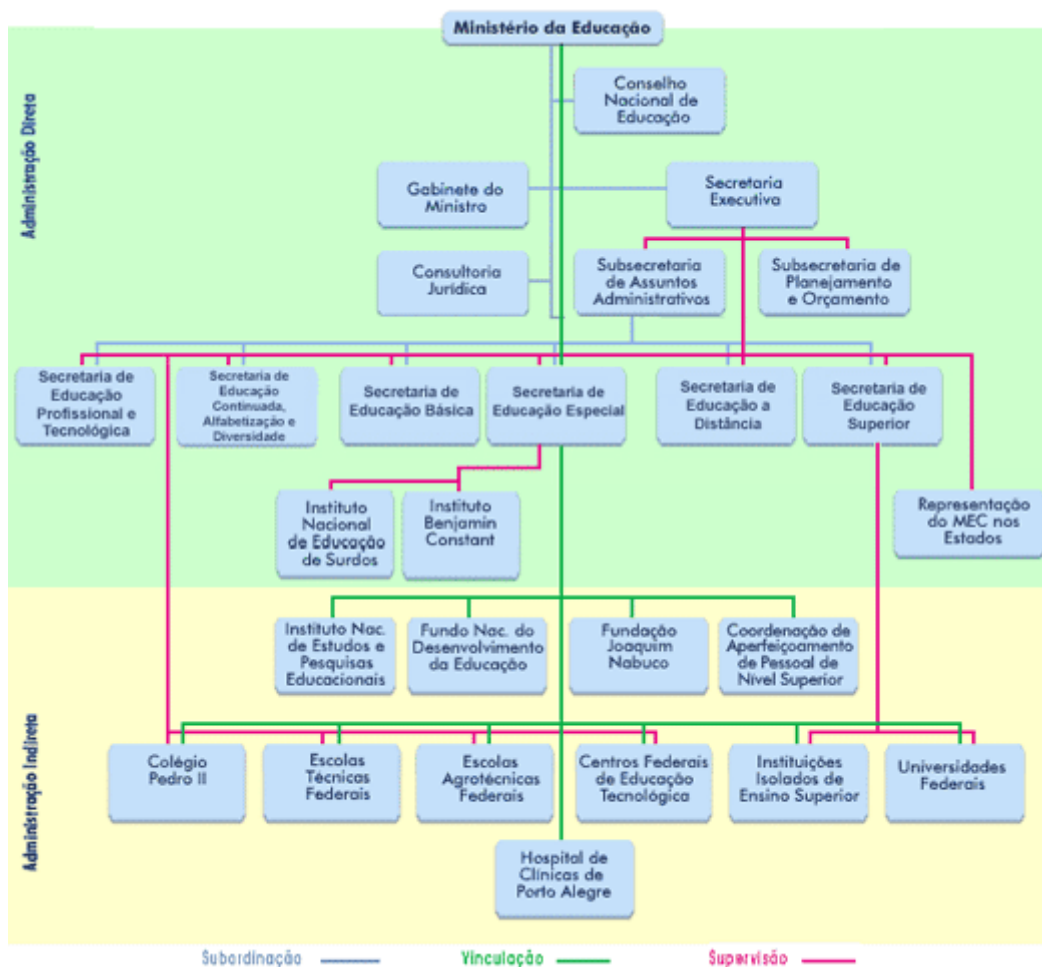 Ministério da Educação
Administração Direta
Conselho
Nacional de
Educação
Gabinete do
Ministro
Secretaria
Executiva
Consultoria
Jurídica
Subsecretaria
de Assuntos
Administrativos
Subsecretaria de
Planejamento
e Orçamento
Secretaria de
Educação
Profissional e
Tecnológica
Secretaria de
Educação
Continuada,
Alfabetização e
Diversidade
Secretaria de
Educação Básica
Secretaria de
Educação Especial
Secretaria de
Educação a
Distância
Secretaria de
Educação
Superior
Instituto
Nacional
de Educação
de Surdos
Instituto
Benjamin
Constant
Representação
do MEC nos
Estados
Administração Indireta
Instituto Nac.
de Estudos e
Pesquisas
Educacionais
Fundo Nac. do
Desenvolvimento
da Educação
Fundação
Joaquim
Nabuco
Coordenação de
Aperfeiçoamento
de Pessoal de
Nível Superior
Colégio
Pedro II
Escolas
Técnicas
Federais
Escolas
Agrotécnicas
Federais
Centros Federais
de Educação
Tecnológica
Instituições
Isolados de
Ensino Superior
Universidades
Federais
Hospital de
Clínicas de
Porto Alegre
Subordinação
Vinculação
Supervisão